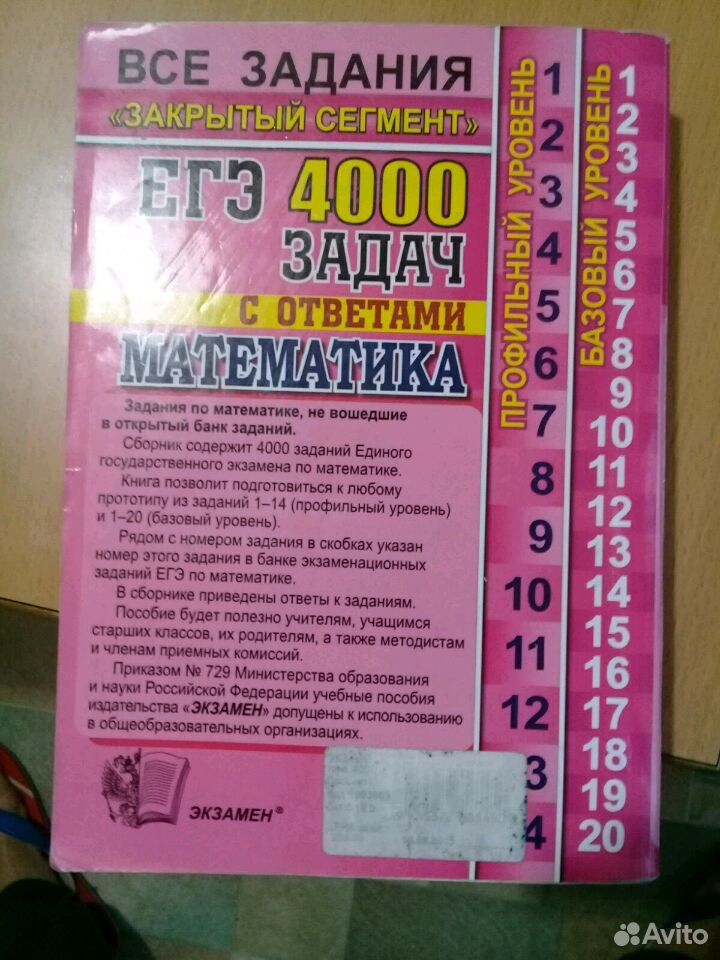 ВСЕ ЗАДАНИЯ
«ЗАКРЫТЫЙ СЕГМЕНТ»
ЕГЭ 4000
ЗАДАЧ
С ОТВЕТАМИ
МАТЕМАТИКА
Задания по математике, не вошедшие
в открытый банк заданий.
Сборник содержит 4000 заданий Единого
государственного экзамена по математике.
Книга позволит подготовиться к любому
прототипу из заданий 1–14 (профильный уровень)
и 1–20 (базовый уровень).
Рядом с номером задания в скобках указан
номер этого задания в банке экзаменационных
заданий ЕГЭ по математике.
В сборнике приведены ответы к заданиям.
Пособие будет полезно учителям, учащимся
старших классов, их родителям, а также методистам
и членам приемных комиссий.
Приказом № 729 Министерства образования
и науки Российской Федерации учебные пособия
издательства «ЭКЗАМЕН» допущены к использованию
в общеобразовательных организациях.
ЭКЗАМЕН®
ПРОФИЛЬНЫЙ УРОВЕНЬ
1
2
3
4
5
6
7
8
9
10
11
12
3
4
БАЗОВЫЙ УРОВЕНЬ
1
2
3
4
5
6
7
8
9
10
11
12
13
14
15
16
17
18
19
20
Avito